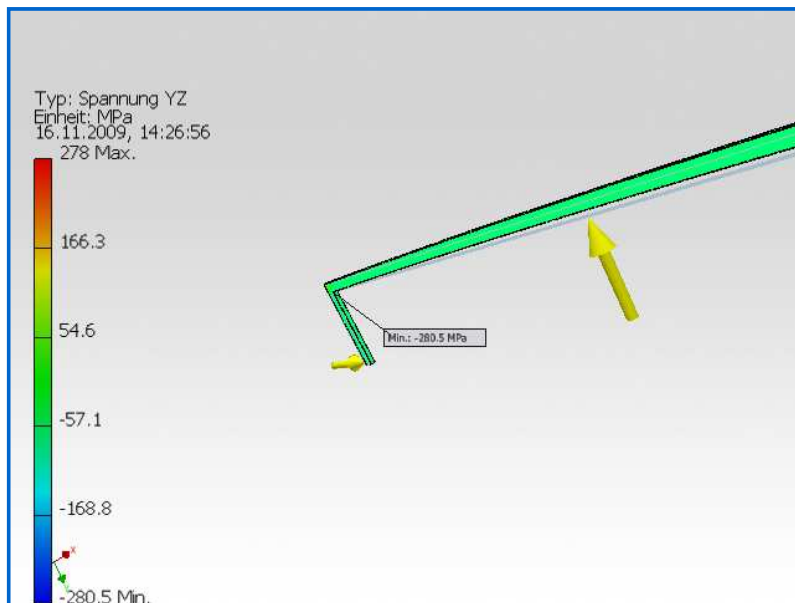 Typ: Spannung YZ
Einheit: MPa
16.11.2009, 14:26:56
278 Max.
166.3
54.6
Min.: -280.5 MPa
-57.1
-168.8
x
-280.5 Min.